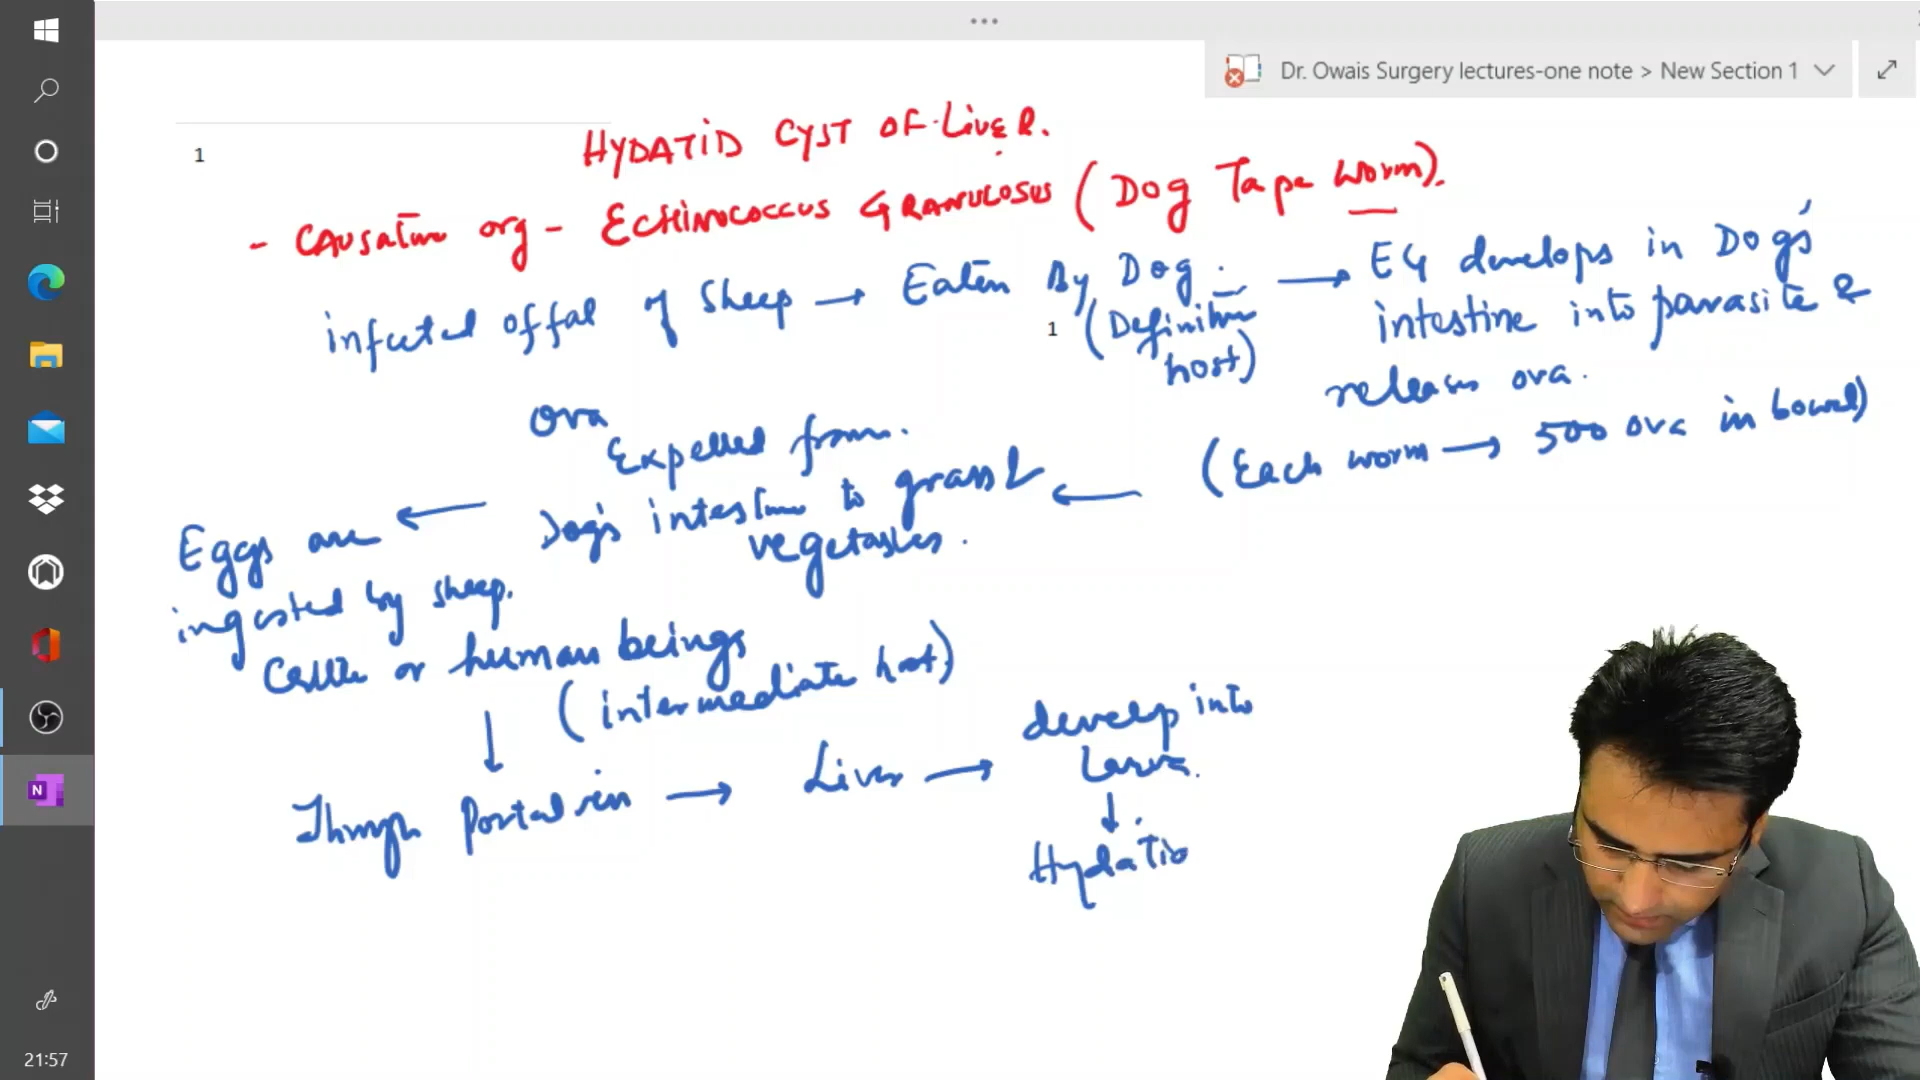 Dr. Owais Surgery lectures-one note > New Section 1
1
HYDATID CYST OF LIVER.
- Causative org - ECHINOCOCCUS GRANULOSUS (Dog Tape worm).
infected offal of sheep → Eaten By Dog → EG develops in Dog's
1
(Definitive host)
intestine into parasite &
releases ova.
(Each worm → 500 ova in bowel)
←
Ova
Expelled from
Dog's intestine to grass &
vegetables.
←
Eggs are
ingested by sheep.
Cattle or human beings
(intermediate host)
↓
Through Portal vein → Liver → develop into
Larva.
↓
Hydatid
N
21:57